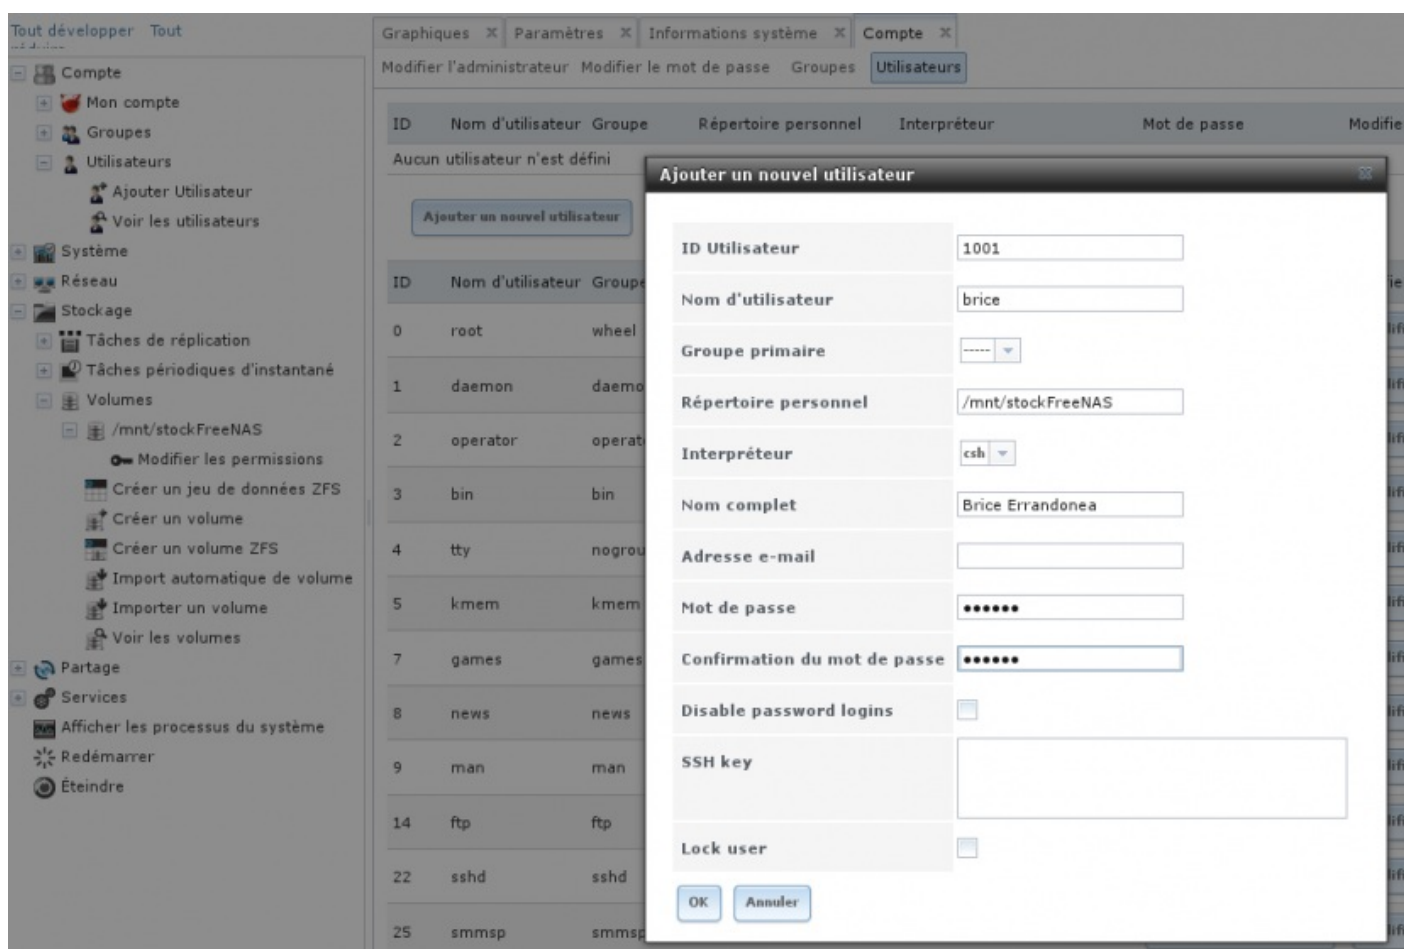 Tout développer Tout
Compte
Mon compte
Groupes
Utilisateurs
Ajouter Utilisateur
Voir les utilisateurs
Système
Réseau
Stockage
Tâches de réplication
Tâches périodiques d'instantané
Volumes
/mnt/stockFreeNAS
Modifier les permissions
Créer un jeu de données ZFS
Créer un volume
Créer un volume ZFS
Import automatique de volume
Importer un volume
Voir les volumes
Partage
Services
Afficher les processus du système
Redémarrer
Éteindre
Graphiques Paramètres Informations système Compte
Modifier l'administrateur Modifier le mot de passe Groupes Utilisateurs
ID Nom d'utilisateur Groupe Répertoire personnel Interpréteur Mot de passe Modifie
Aucun utilisateur n'est défini
Ajouter un nouvel utilisateur
ID Nom d'utilisateur Groupe
0 root wheel
1 daemon daemo
2 operator operat
3 bin bin
4 tty nogrou
5 kmem kmem
7 games games
8 news news
9 man man
14 ftp ftp
22 sshd sshd
25 smmsp smmsp
Ajouter un nouvel utilisateur
ID Utilisateur 1001
Nom d'utilisateur brice
Groupe primaire -----
Répertoire personnel /mnt/stockFreeNAS
Interpréteur csh
Nom complet Brice Errandonea
Adresse e-mail
Mot de passe ••••••
Confirmation du mot de passe ••••••
Disable password logins
SSH key
Lock user
OK Annuler